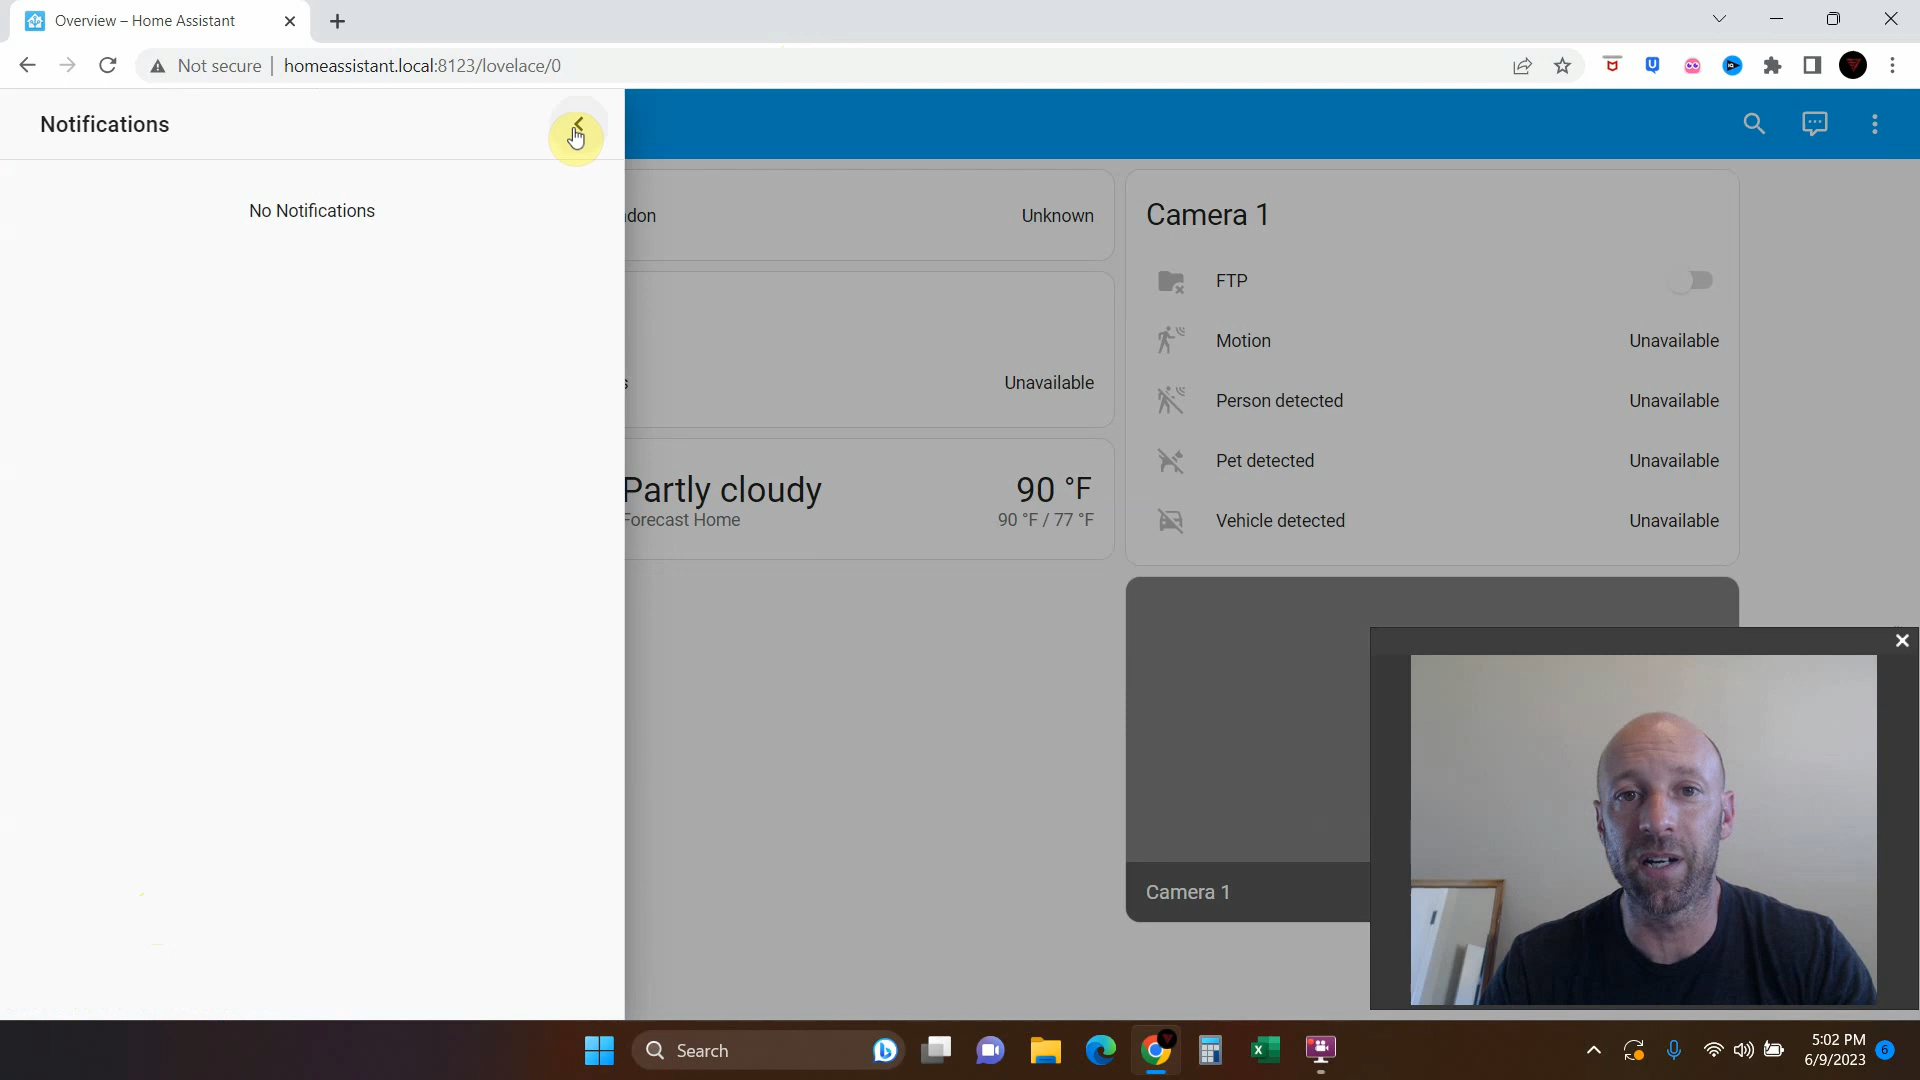 Overview – Home Assistant
Not secure
homeassistant.local:8123/lovelace/0
Notifications
No Notifications
don
Unknown
s
Unavailable
Partly cloudy
Forecast Home
90 °F
90 °F / 77 °F
Camera 1
FTP
Motion
Unavailable
Person detected
Unavailable
Pet detected
Unavailable
Vehicle detected
Unavailable
Camera 1
Search
5:02 PM
6/9/2023
6